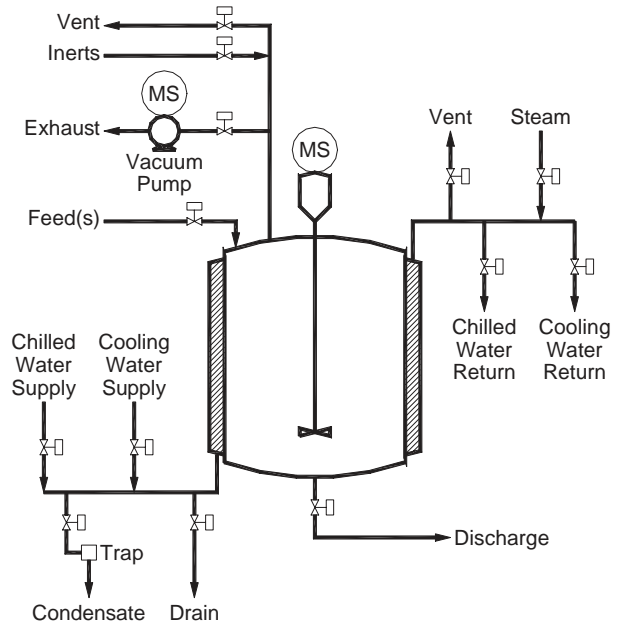 Vent
Inerts
MS
Exhaust
Vacuum
Pump
MS
Vent
Steam
Feed(s)
Chilled
Water
Supply
Cooling
Water
Supply
Chilled
Water
Return
Cooling
Water
Return
Trap
Discharge
Condensate
Drain